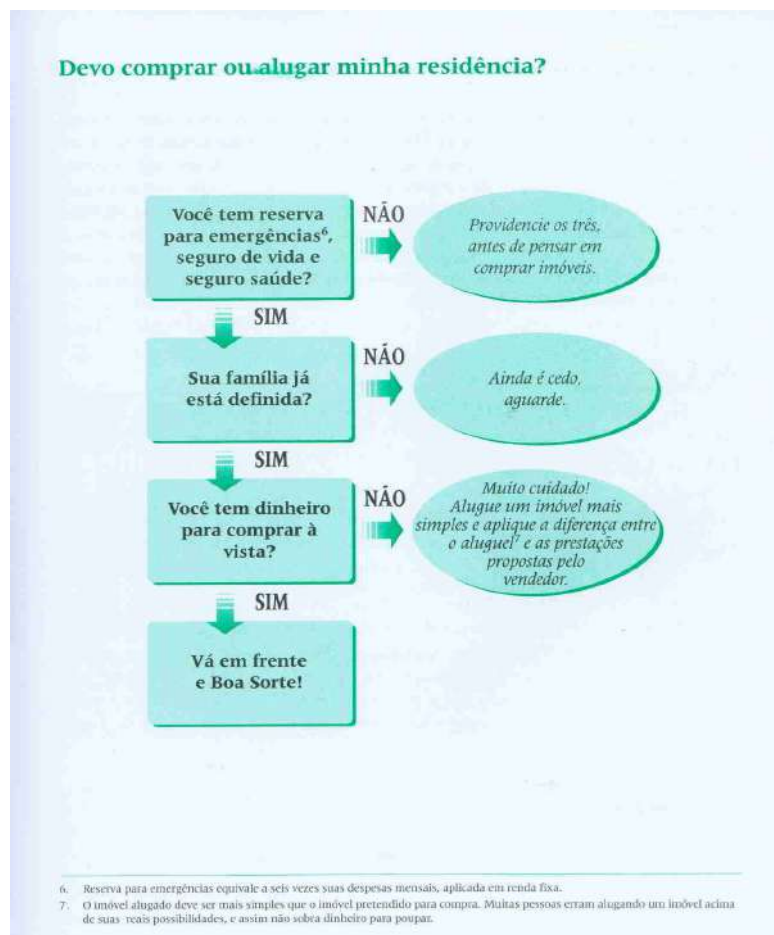 Devo comprar ou alugar minha residência?
Você tem reserva
para emergências⁶,
seguro de vida e
seguro saúde?
NÃO
Providencie os três,
antes de pensar em
comprar imóveis.
SIM
Sua família já
está definida?
NÃO
Ainda é cedo,
aguarde.
SIM
Você tem dinheiro
para comprar à
vista?
NÃO
Muito cuidado!
Alugue um imóvel mais
simples e aplique a diferença entre
o aluguel⁷ e as prestações
propostas pelo
vendedor.
SIM
Vá em frente
e Boa Sorte!
6. Reserva para emergências equivale a seis vezes suas despesas mensais, aplicada em renda fixa.
7. O imóvel alugado deve ser mais simples que o imóvel pretendido para compra. Muitas pessoas erram alugando um imóvel acima
de suas reais possibilidades, e assim não sobra dinheiro para poupar.